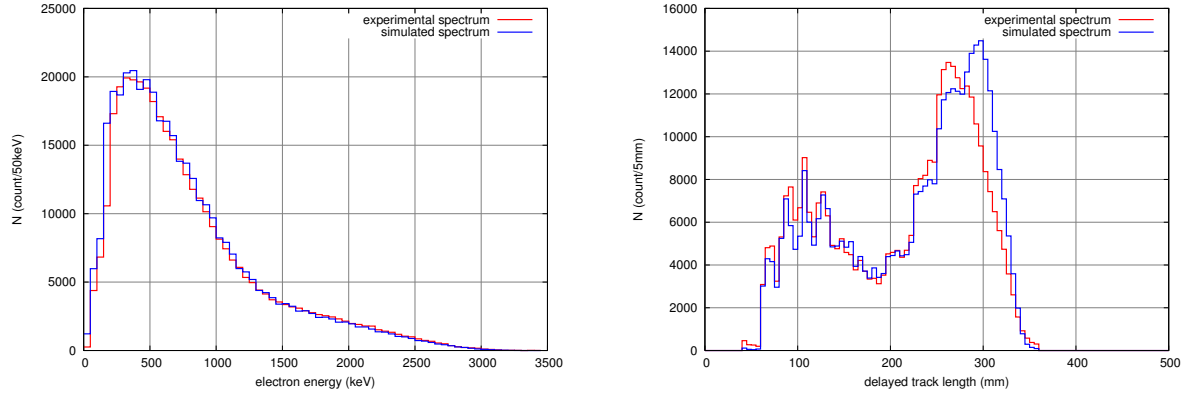 25000
20000
15000
10000
5000
0
N (count/50keV)
0 500 1000 1500 2000 2500 3000 3500
electron energy (keV)
experimental spectrum
simulated spectrum
16000
14000
12000
10000
8000
6000
4000
2000
0
N (count/5mm)
0 100 200 300 400 500
delayed track length (mm)
experimental spectrum
simulated spectrum